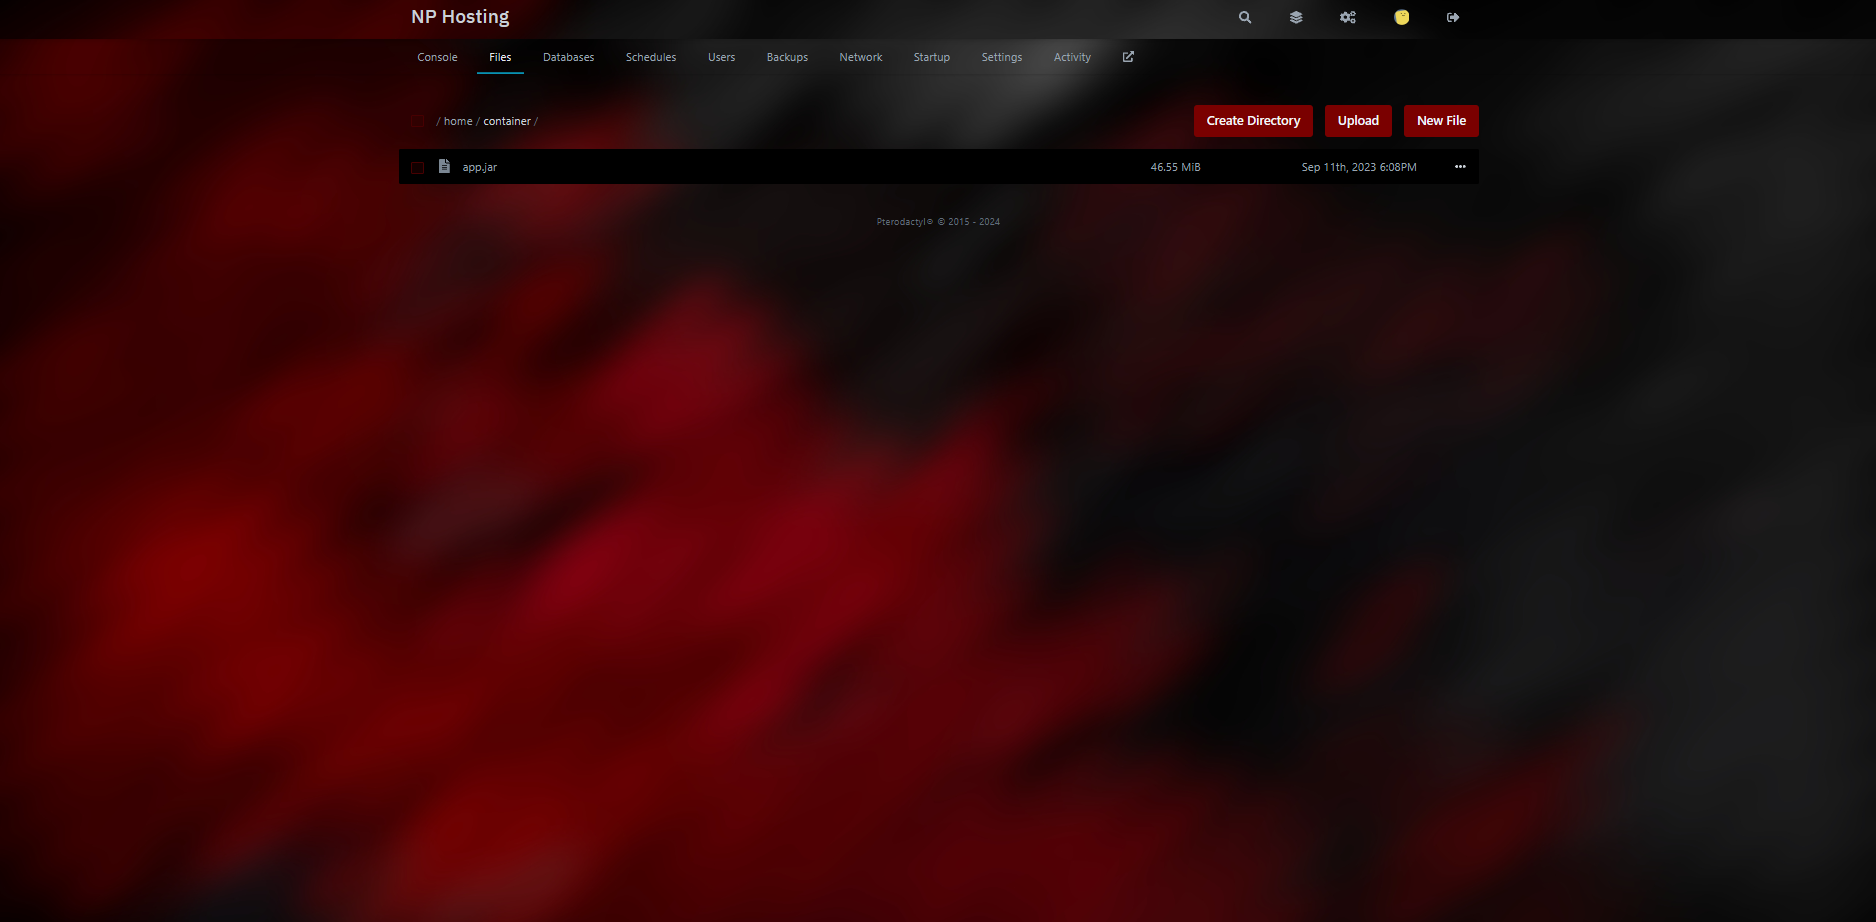 NP Hosting
Console Files Databases Schedules Users Backups Network Startup Settings Activity
/ home / container / Create Directory Upload New File
app.jar 46.55 MiB Sep 11th, 2023 6:08PM
Pterodactyl® © 2015 - 2024